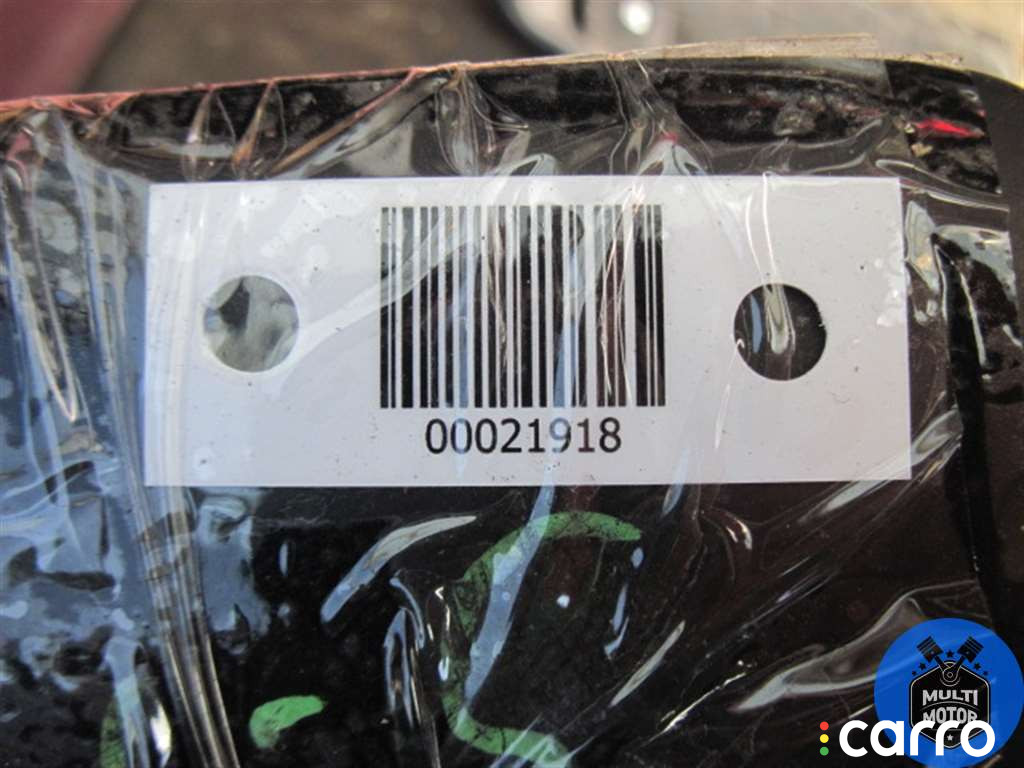 00021918
MULTI
MOTOR
carro